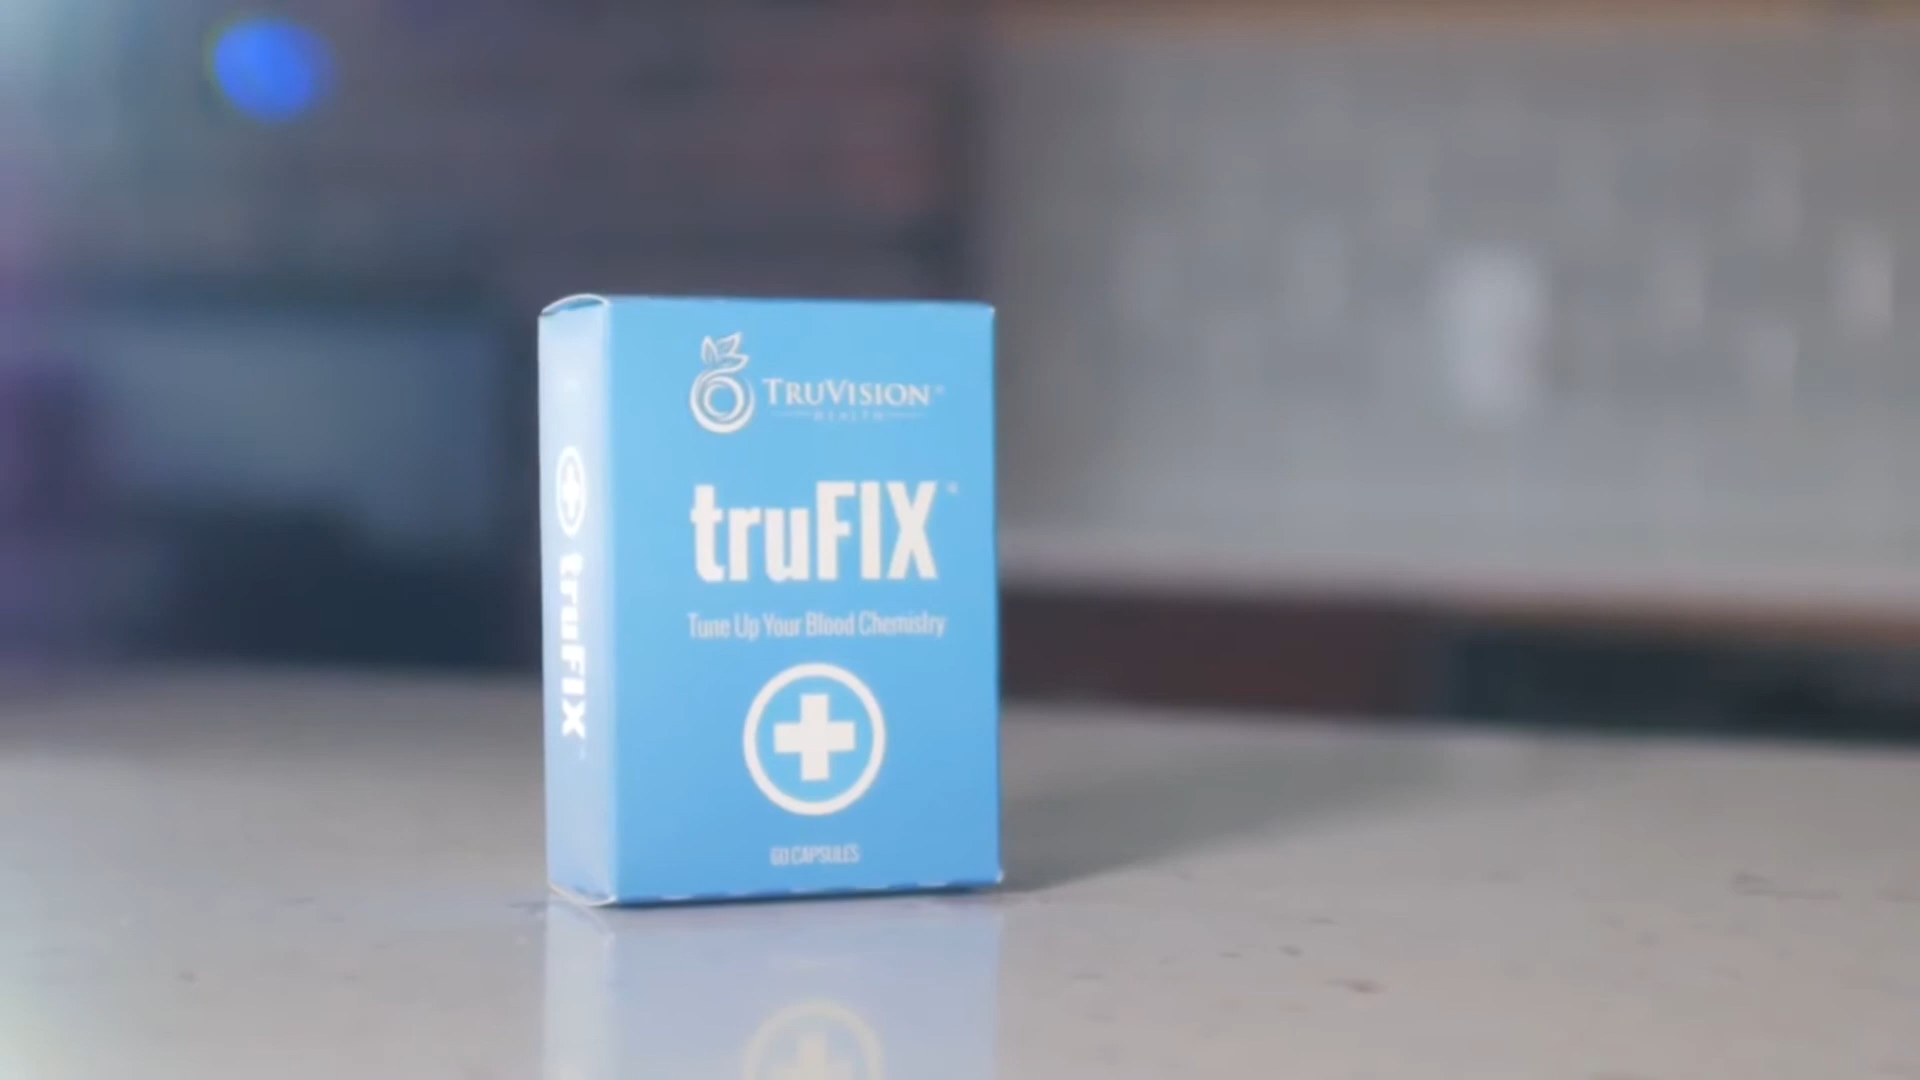 TRUVISION
HEALTH
truFIX
Tune Up Your Blood Chemistry
60 CAPSULES
truFIX